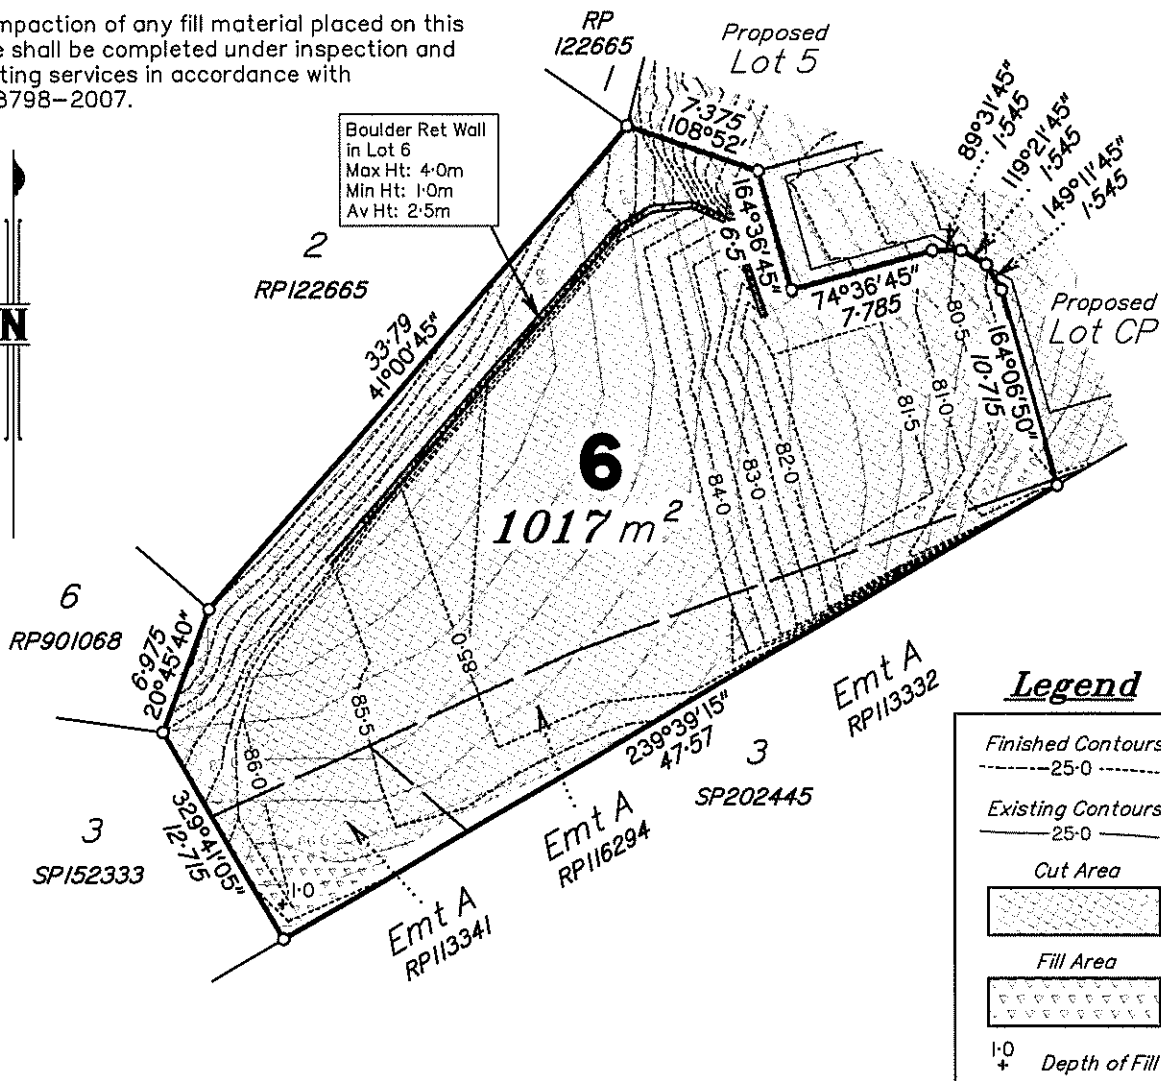 mpaction of any fill material placed on this
e shall be completed under inspection and
ting services in accordance with
3798–2007.
N
Boulder Ret Wall
in Lot 6
Max Ht: 4·0m
Min Ht: 1·0m
Av Ht: 2·5m
RP
122665
1
Proposed
Lot 5
7·375
108°52'
164°36'45"
6·5
74°36'45"
7·785
89°31'45"
1·545
119°21'45"
1·545
149°11'45"
1·545
Proposed
Lot CP
164°06'50"
10·715
2
RP122665
33·79
41°00'45"
80·5
81·0
81·5
82·0
83·0
84·0
85·0
85·5
86·0
6
1017 m²
6
RP901068
6·975
20°45'40"
3
SP152333
329°41'05"
12·715
1·0
239°39'15"
47·57
3
SP202445
Emt A
RP113332
Emt A
RP116294
Emt A
RP113341
Legend
Finished Contours
25·0
Existing Contours
25·0
Cut Area
Fill Area
1·0
+
Depth of Fill